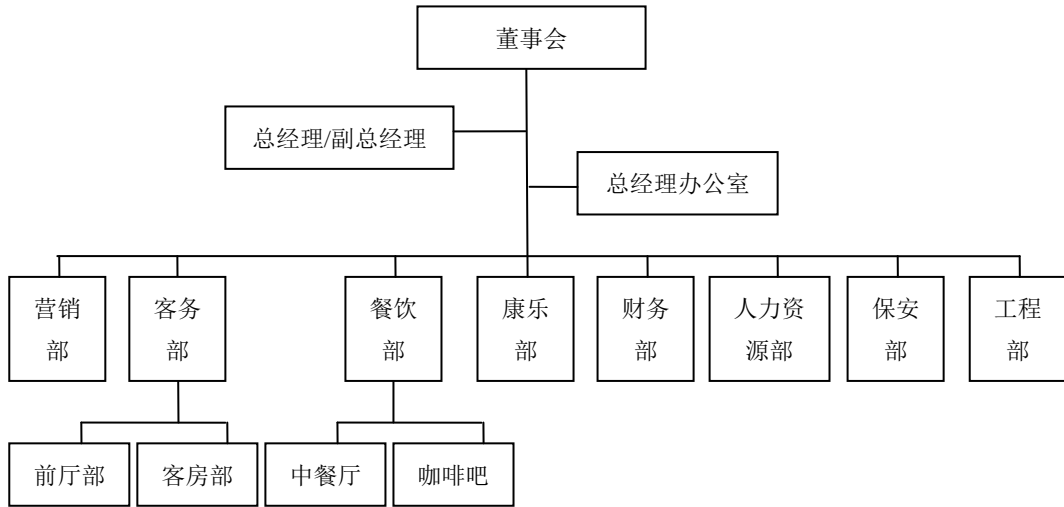 董事会
总经理/副总经理
总经理办公室
营销
部
客务
部
餐饮
部
康乐
部
财务
部
人力资
源部
保安
部
工程
部
前厅部
客房部
中餐厅
咖啡吧